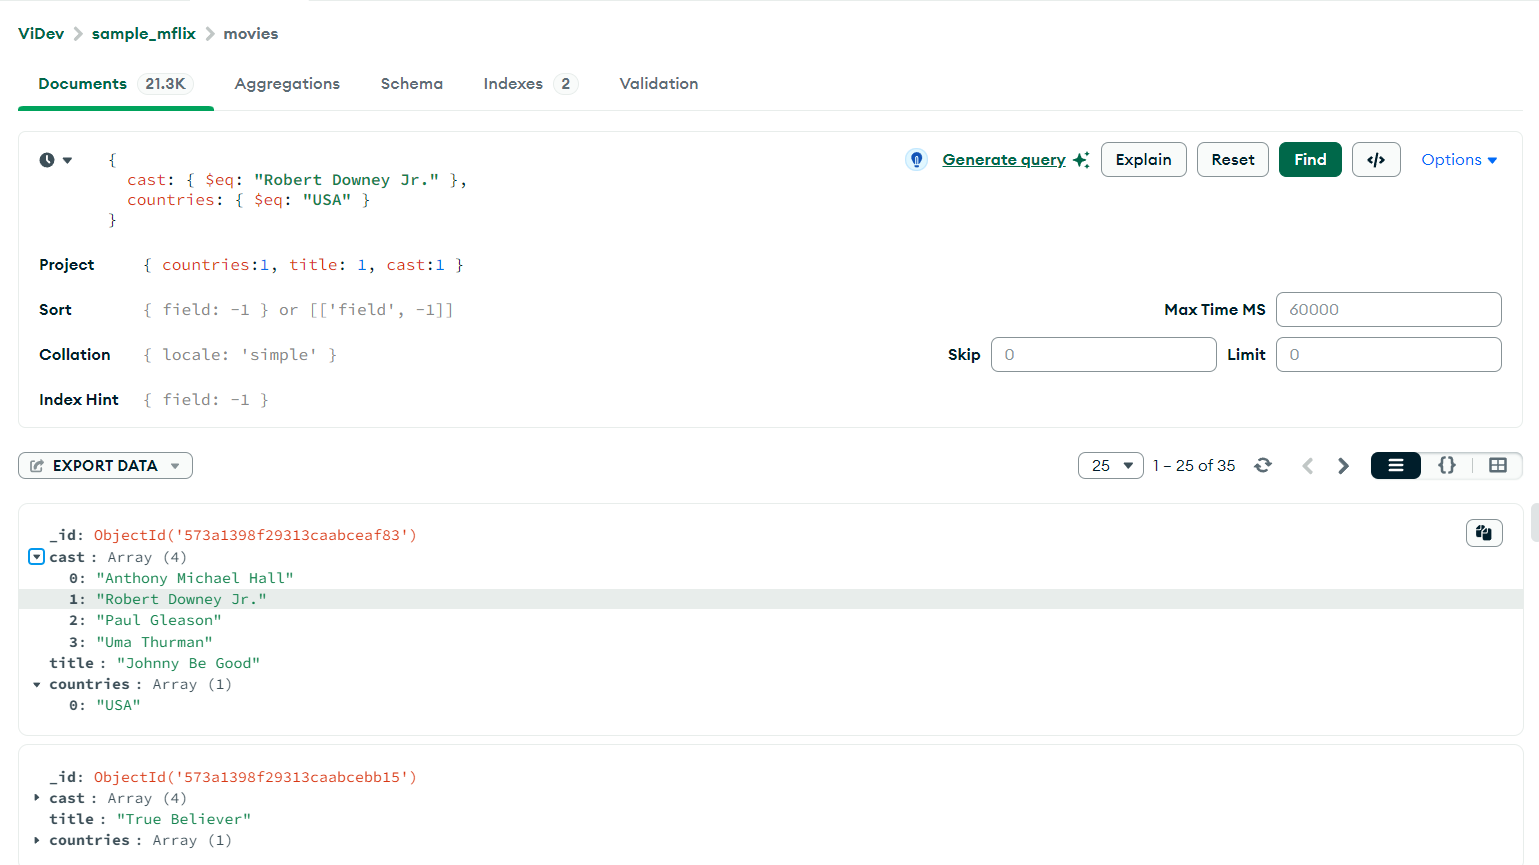 ViDev > sample_mflix > movies
Documents 21.3K Aggregations Schema Indexes 2 Validation
{
cast: { $eq: "Robert Downey Jr." },
countries: { $eq: "USA" }
}
Generate query Explain Reset Find </> Options
Project { countries:1, title: 1, cast:1 }
Sort { field: -1 } or [['field', -1]] Max Time MS 60000
Collation { locale: 'simple' } Skip 0 Limit 0
Index Hint { field: -1 }
EXPORT DATA 25 1 – 25 of 35 {}
_id: ObjectId('573a1398f29313caabceaf83')
cast : Array (4)
0: "Anthony Michael Hall"
1: "Robert Downey Jr."
2: "Paul Gleason"
3: "Uma Thurman"
title : "Johnny Be Good"
countries : Array (1)
0: "USA"
_id: ObjectId('573a1398f29313caabcebb15')
cast : Array (4)
title : "True Believer"
countries : Array (1)